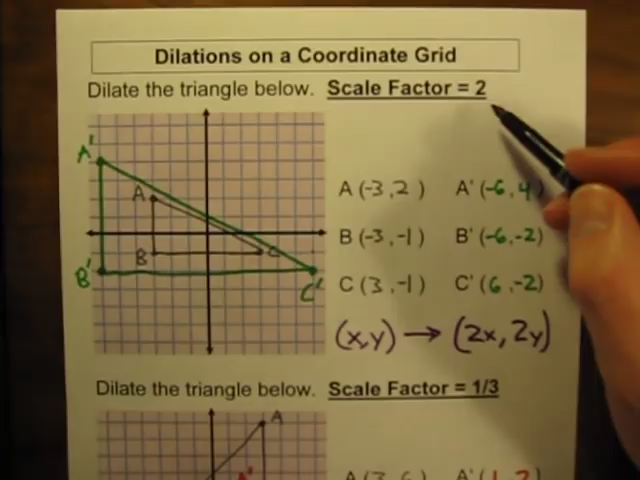 Dilations on a Coordinate Grid
Dilate the triangle below. Scale Factor = 2
A'
A
B
C
B'
C'
A (-3,2) A' (-6,4)
B (-3,-1) B' (-6,-2)
C (3,-1) C' (6,-2)
(x,y) → (2x, 2y)
Dilate the triangle below. Scale Factor = 1/3
A
A'